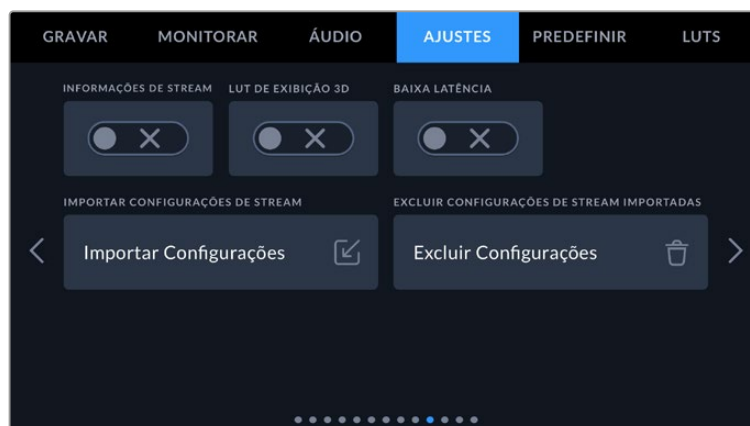 GRAVAR MONITORAR ÁUDIO AJUSTES PREDEFINIR LUTS
INFORMAÇÕES DE STREAM LUT DE EXIBIÇÃO 3D BAIXA LATÊNCIA
IMPORTAR CONFIGURAÇÕES DE STREAM EXCLUIR CONFIGURAÇÕES DE STREAM IMPORTADAS
Importar Configurações Excluir Configurações